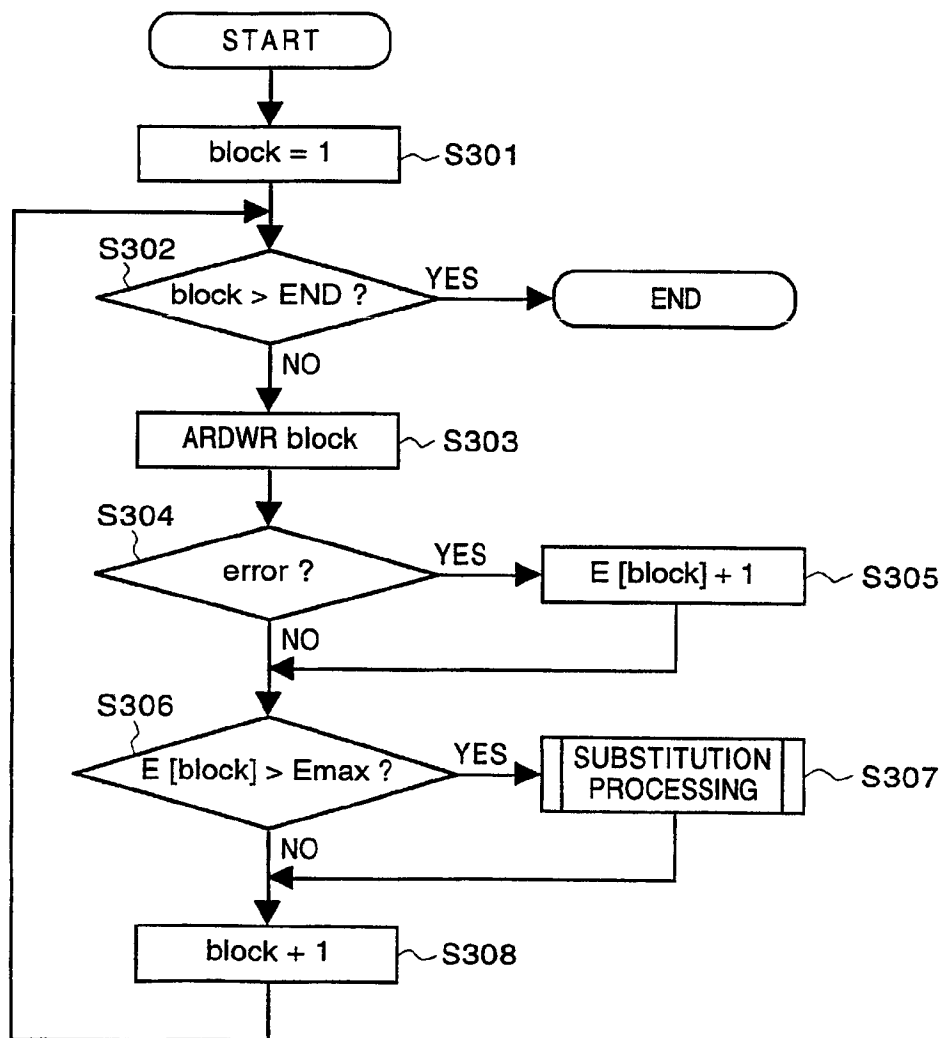 START
block = 1
S301
S302
block > END ?
YES
END
NO
ARDWR block
S303
S304
error ?
YES
E [block] + 1
S305
NO
S306
E [block] > Emax ?
YES
SUBSTITUTION
PROCESSING
S307
NO
block + 1
S308